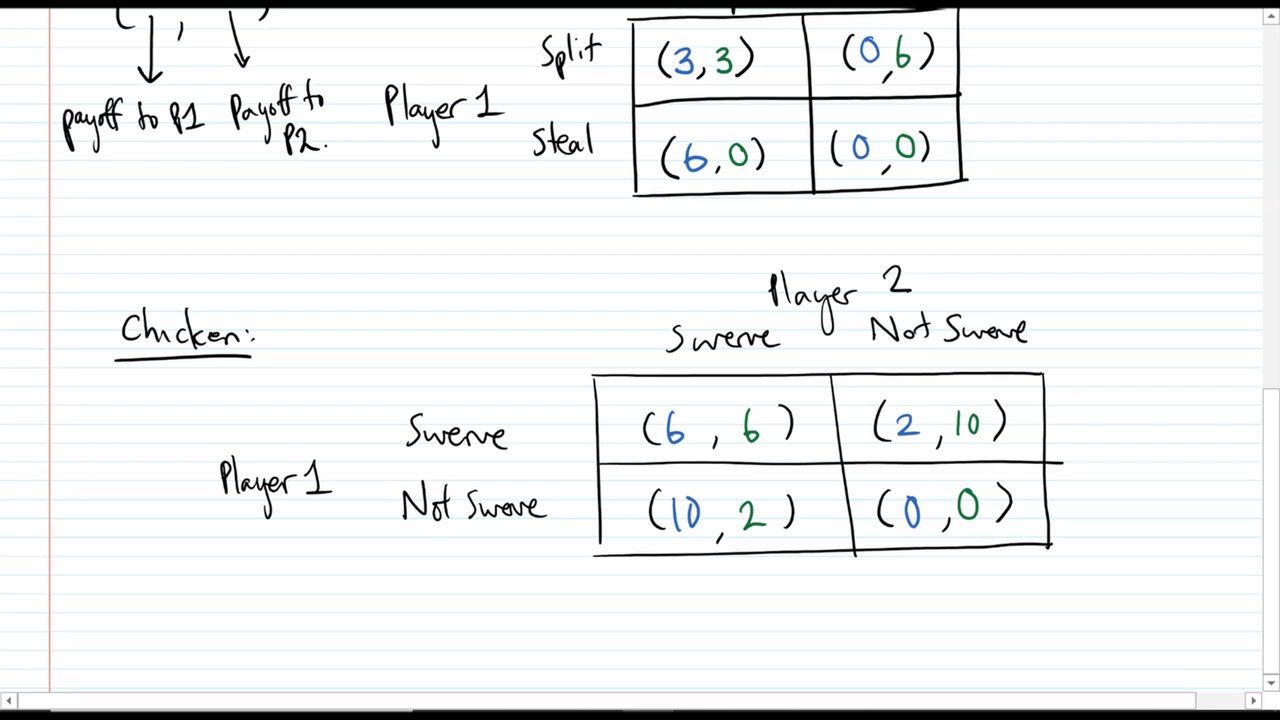 Split (3,3) (0,6)
payoff to P1 Payoff to P2. Player 1
Steal (6,0) (0,0)
Player 2
Chicken: Swerve Not Swerve
Swerve (6, 6) (2,10)
Player 1
Not Swerve (10, 2) (0,0)